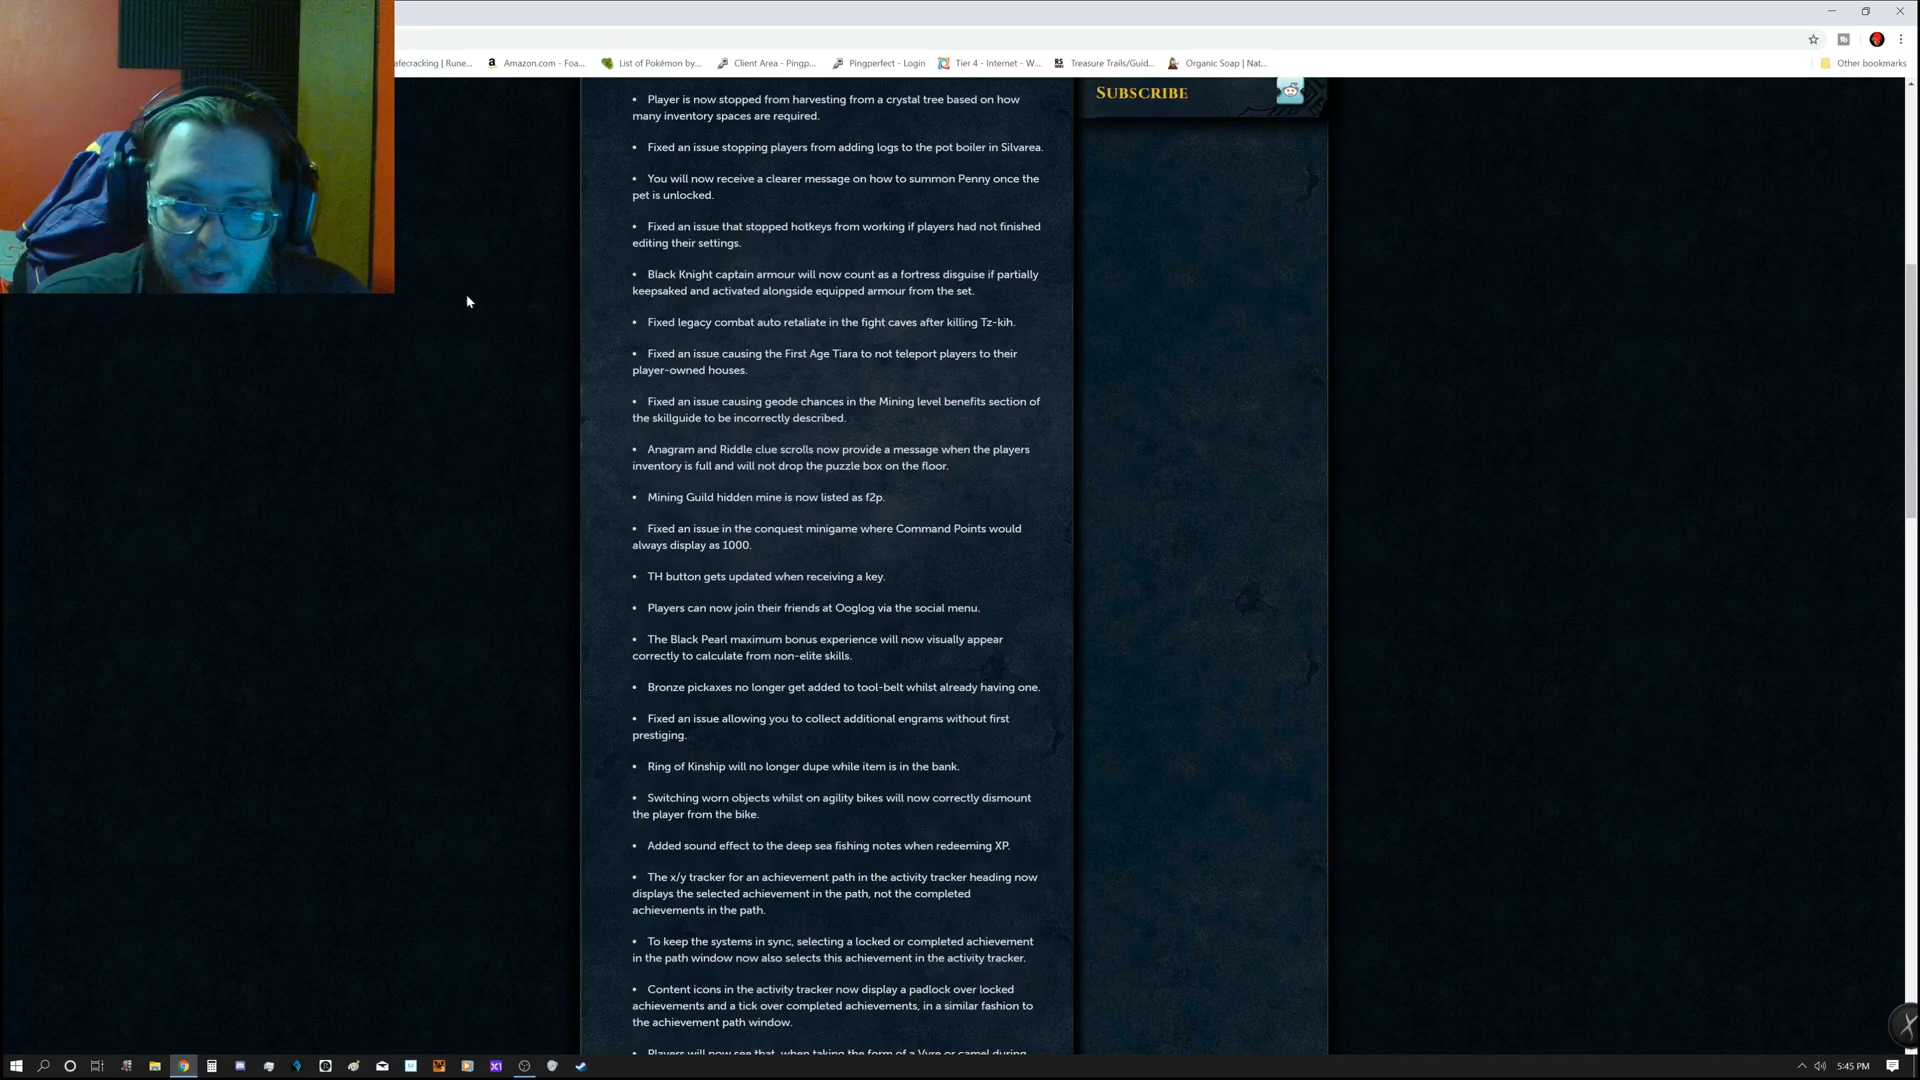 afecracking | Rune...
Amazon.com - Foa...
List of Pokémon by...
Client Area - Pingp...
Pingperfect - Login
Tier 4 - Internet - W...
Treasure Trails/Guid...
Organic Soap | Nat...
Other bookmarks
SUBSCRIBE
• Player is now stopped from harvesting from a crystal tree based on how
many inventory spaces are required.
• Fixed an issue stopping players from adding logs to the pot boiler in Silvarea.
• You will now receive a clearer message on how to summon Penny once the
pet is unlocked.
• Fixed an issue that stopped hotkeys from working if players had not finished
editing their settings.
• Black Knight captain armour will now count as a fortress disguise if partially
keepsaked and activated alongside equipped armour from the set.
• Fixed legacy combat auto retaliate in the fight caves after killing Tz-kih.
• Fixed an issue causing the First Age Tiara to not teleport players to their
player-owned houses.
• Fixed an issue causing geode chances in the Mining level benefits section of
the skillguide to be incorrectly described.
• Anagram and Riddle clue scrolls now provide a message when the players
inventory is full and will not drop the puzzle box on the floor.
• Mining Guild hidden mine is now listed as f2p.
• Fixed an issue in the conquest minigame where Command Points would
always display as 1000.
• TH button gets updated when receiving a key.
• Players can now join their friends at Ooglog via the social menu.
• The Black Pearl maximum bonus experience will now visually appear
correctly to calculate from non-elite skills.
• Bronze pickaxes no longer get added to tool-belt whilst already having one.
• Fixed an issue allowing you to collect additional engrams without first
prestiging.
• Ring of Kinship will no longer dupe while item is in the bank.
• Switching worn objects whilst on agility bikes will now correctly dismount
the player from the bike.
• Added sound effect to the deep sea fishing notes when redeeming XP.
• The x/y tracker for an achievement path in the activity tracker heading now
displays the selected achievement in the path, not the completed
achievements in the path.
• To keep the systems in sync, selecting a locked or completed achievement
in the path window now also selects this achievement in the activity tracker.
• Content icons in the activity tracker now display a padlock over locked
achievements and a tick over completed achievements, in a similar fashion to
the achievement path window.
• Players will now see that, when taking the form of a Vyre or camel during
5:45 PM